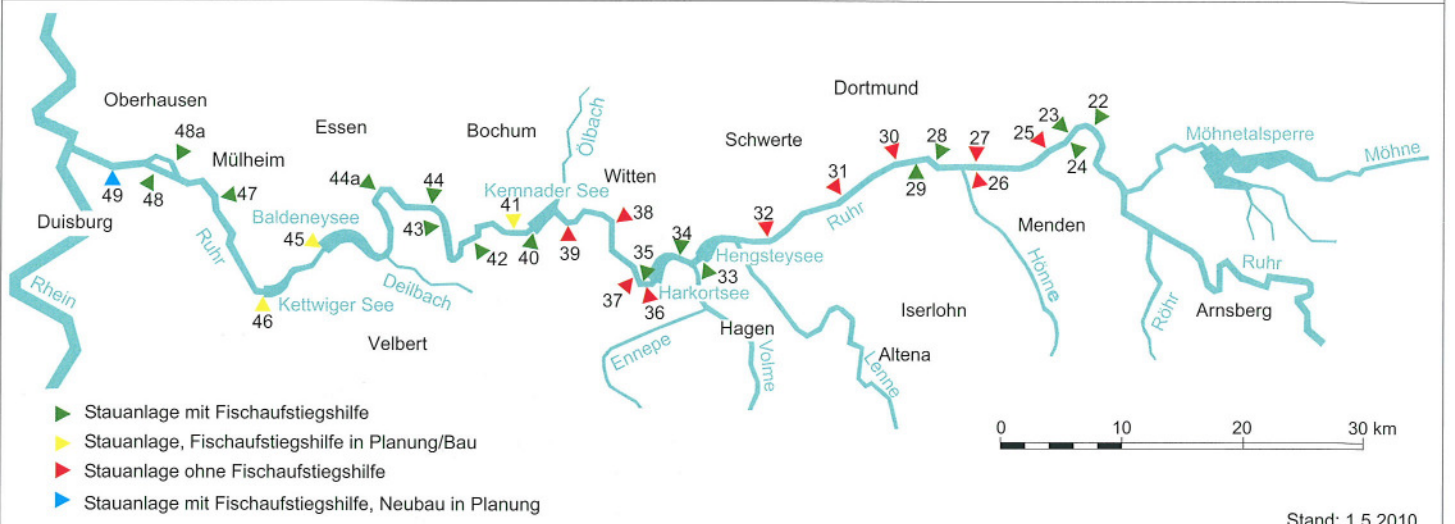 Oberhausen
48a
Mülheim
49
48
47
Duisburg
Rhein
Ruhr
Baldeneysee
45
46
Kettwiger See
Velbert
Essen
44a
44
43
Deilbach
Bochum
Ölbach
Kemnader See
41
42
40
39
Witten
38
37
36
35
34
33
Hengsteysee
Harkortsee
Hagen
Ennepe
Volme
Schwerte
32
31
Ruhr
Dortmund
30
29
28
27
26
25
23
22
24
Menden
Hönne
Iserlohn
Altena
Lenne
Möhnetalsperre
Möhne
Ruhr
Röhr
Arnsberg
Stauanlage mit Fischaufstiegshilfe
Stauanlage, Fischaufstiegshilfe in Planung/Bau
Stauanlage ohne Fischaufstiegshilfe
Stauanlage mit Fischaufstiegshilfe, Neubau in Planung
0 10 20 30 km
Stand: 1.5.2010